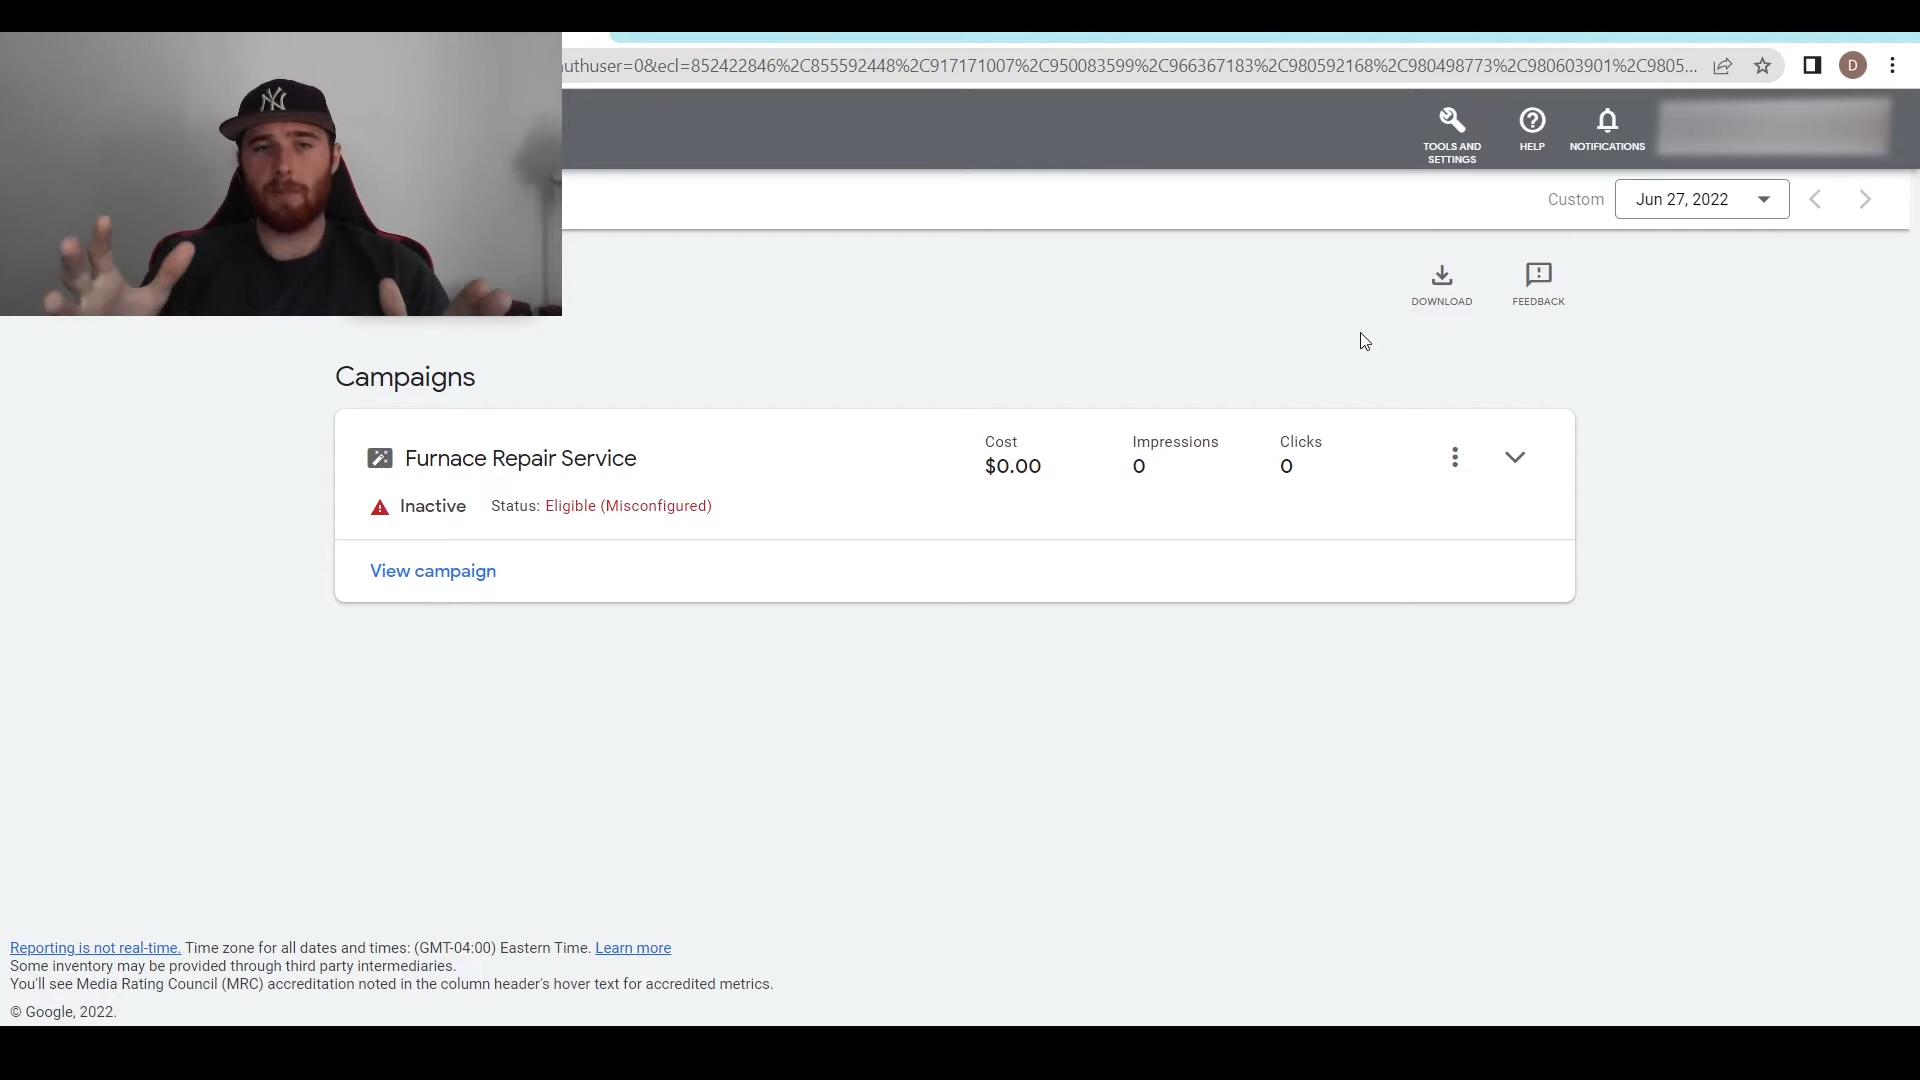 NY
uthuser=0&ecl=852422846%2C855592448%2C917171007%2C950083599%2C966367183%2C980592168%2C980498773%2C980603901%2C9805...
D
TOOLS AND
SETTINGS
HELP
NOTIFICATIONS
Custom
Jun 27, 2022
DOWNLOAD
FEEDBACK
Campaigns
Furnace Repair Service
Cost
$0.00
Impressions
0
Clicks
0
Inactive
Status: Eligible (Misconfigured)
View campaign
Reporting is not real-time. Time zone for all dates and times: (GMT-04:00) Eastern Time. Learn more
Some inventory may be provided through third party intermediaries.
You'll see Media Rating Council (MRC) accreditation noted in the column header's hover text for accredited metrics.
© Google, 2022.